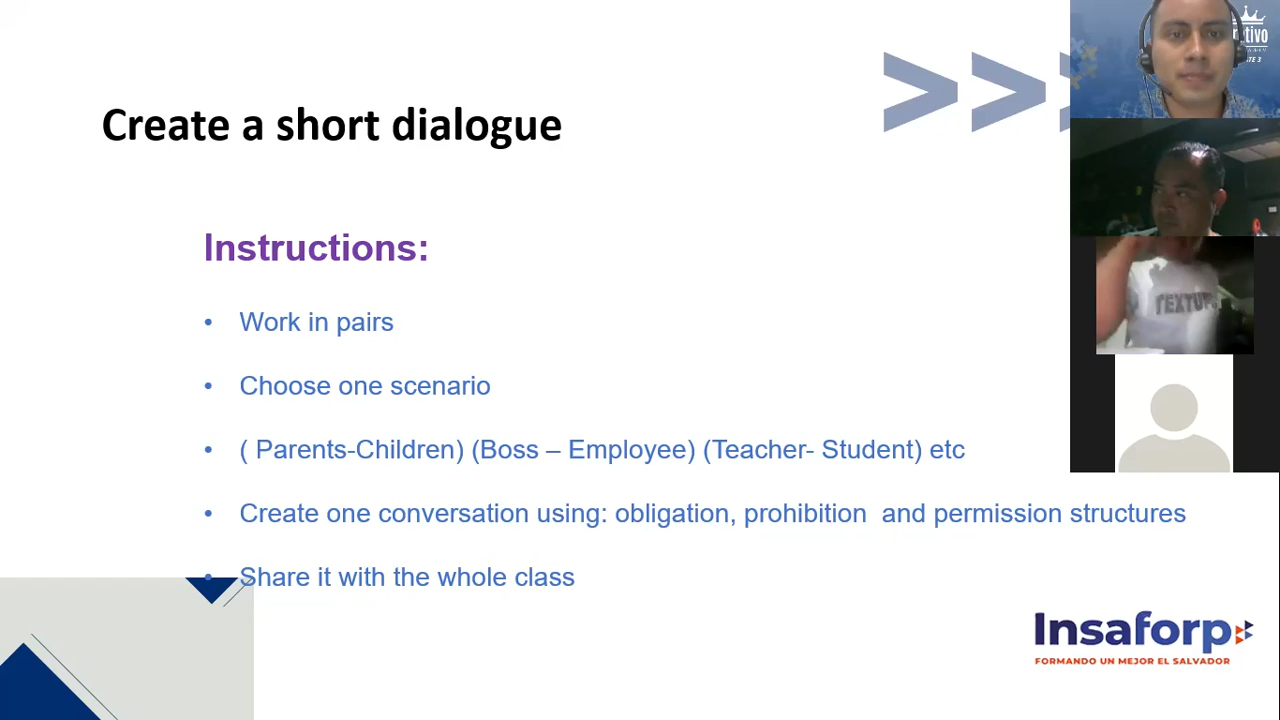 Create a short dialogue
Instructions:
• Work in pairs
• Choose one scenario
• ( Parents-Children) (Boss – Employee) (Teacher- Student) etc
• Create one conversation using: obligation, prohibition  and permission structures
• Share it with the whole class
Insaforp
FORMANDO UN MEJOR EL SALVADOR